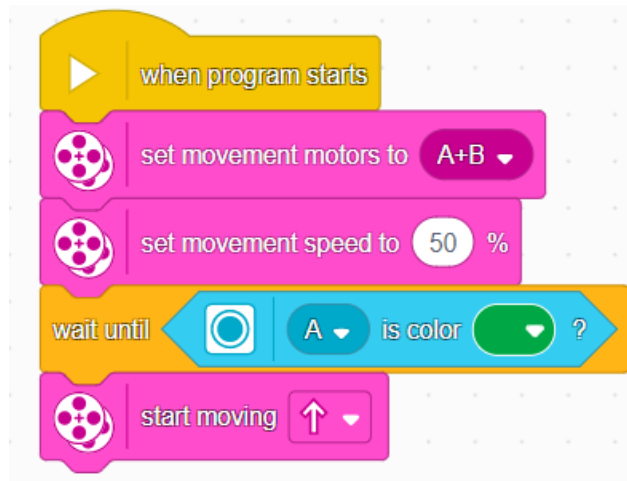 when program starts
set movement motors to A+B
set movement speed to 50 %
wait until A is color ?
start moving